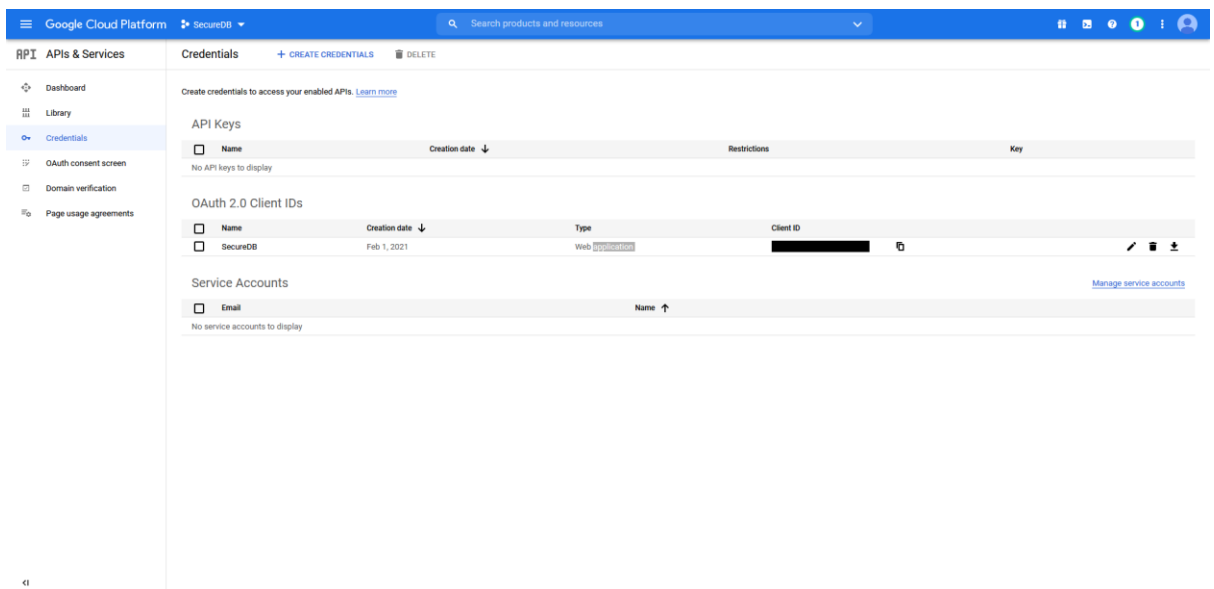 Google Cloud Platform SecureDB Search products and resources 1
API APIs & Services Credentials + CREATE CREDENTIALS DELETE
Dashboard
Library
Credentials
OAuth consent screen
Domain verification
Page usage agreements
Create credentials to access your enabled APIs. Learn more
API Keys
Name Creation date Restrictions Key
No API keys to display
OAuth 2.0 Client IDs
Name Creation date Type Client ID
SecureDB Feb 1, 2021 Web application
Service Accounts Manage service accounts
Email Name
No service accounts to display